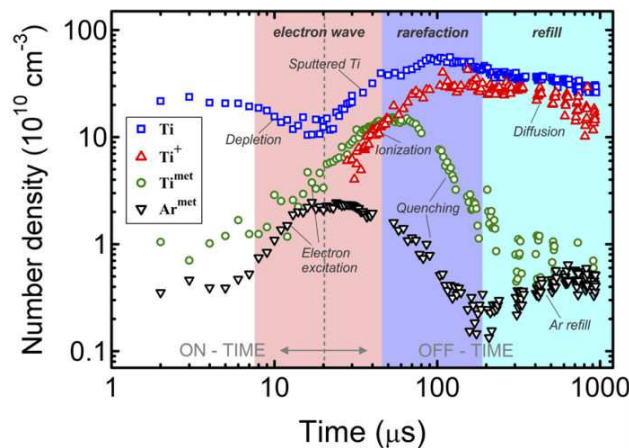 electron wave
rarefaction
refill
Sputtered Ti
Depletion
Ti
Ti⁺
Ti^met
Ar^met
Ionization
Diffusion
Quenching
Electron
excitation
Ar refill
ON - TIME
OFF - TIME
Number density (10¹⁰ cm⁻³)
100
10
1
0.1
1
10
100
1000
Time (μs)